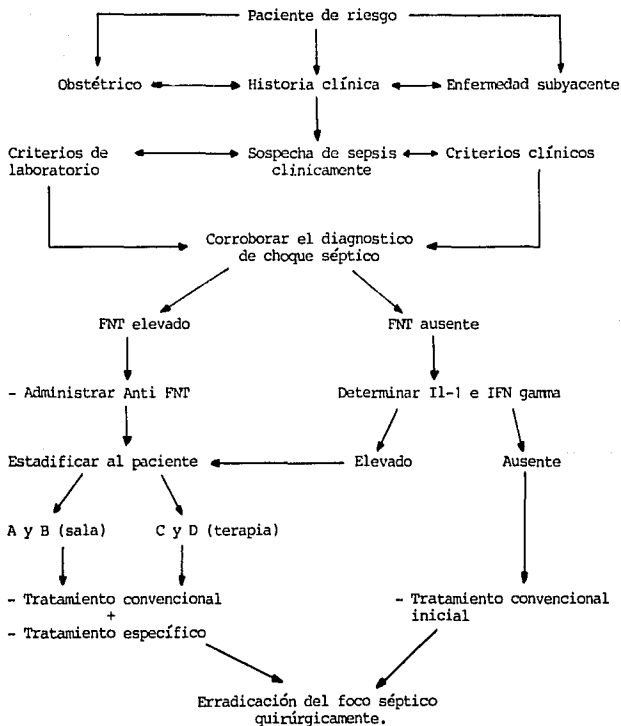 Paciente de riesgo
Obstétrico
Historia clínica
Enfermedad subyacente
Criterios de
laboratorio
Sospecha de sepsis
clinicamente
Criterios clínicos
Corroborar el diagnostico
de choque séptico
FNT elevado
FNT ausente
- Administrar Anti FNT
Determinar Il-1 e IFN gamma
Estadificar al paciente
Elevado
Ausente
A y B (sala)
C y D (terapia)
- Tratamiento convencional
+
- Tratamiento específico
- Tratamiento convencional
inicial
Erradicación del foco séptico
quirúrgicamente.